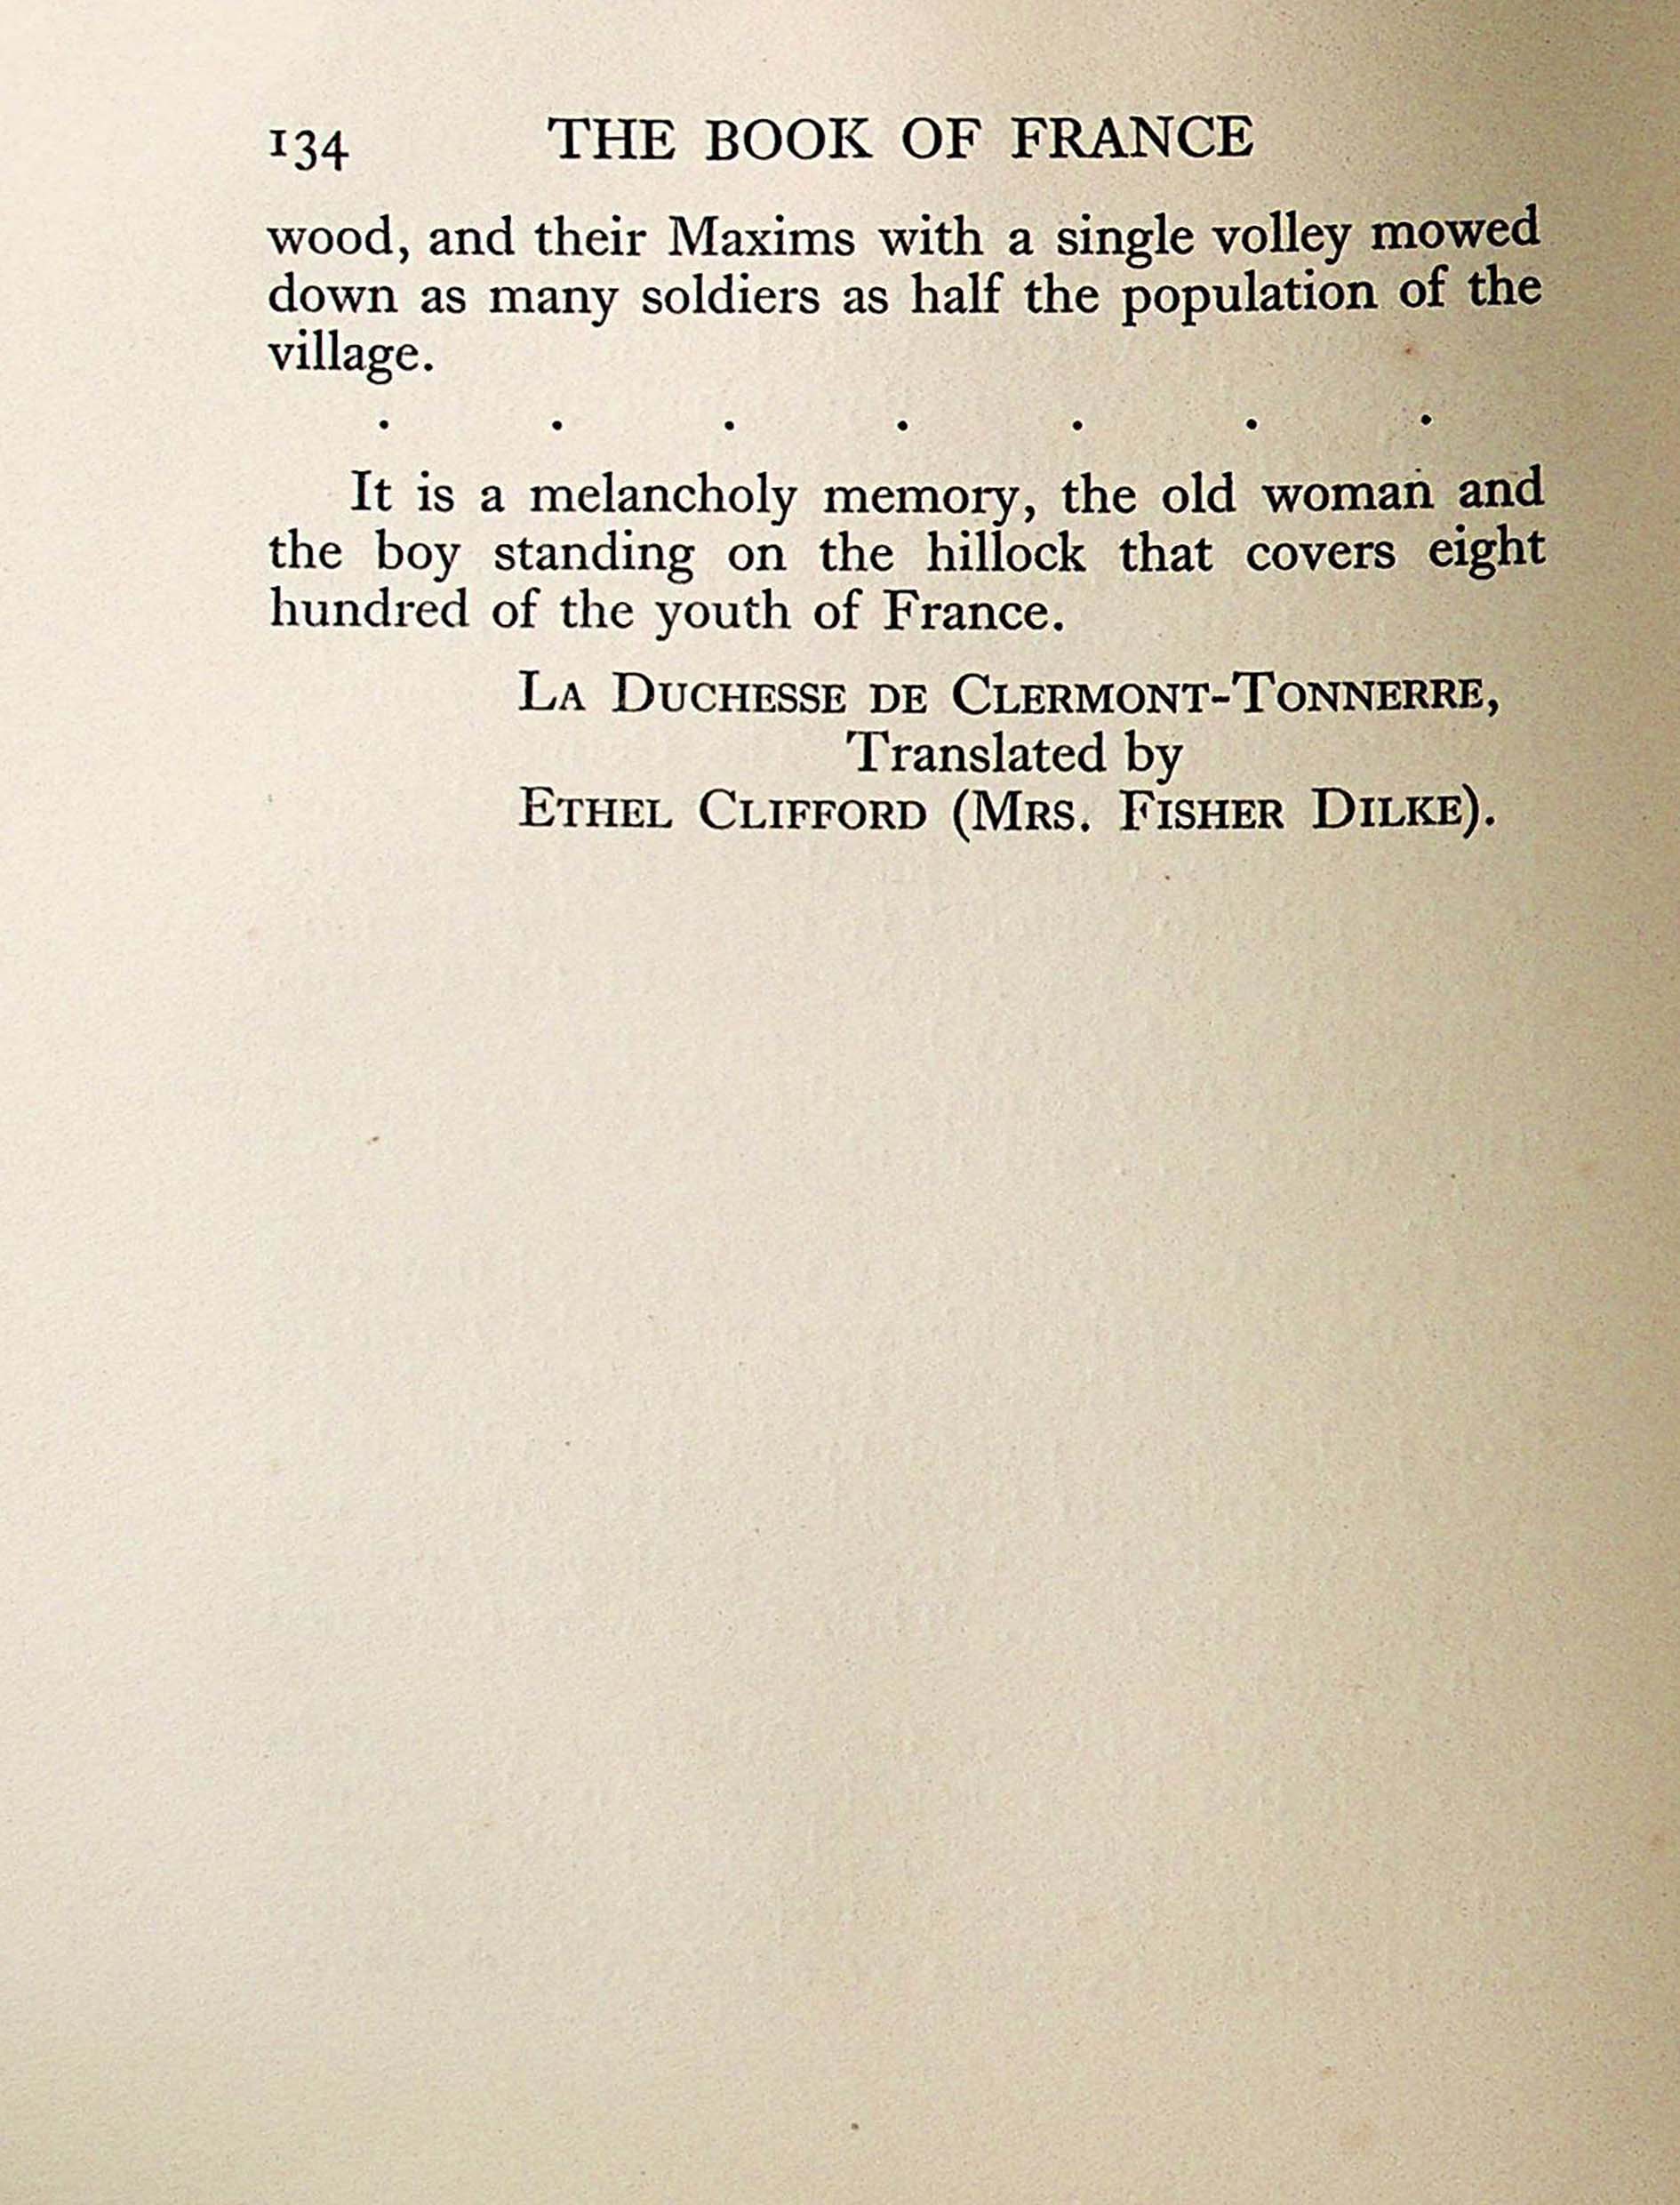 134 THE BOOK OF FRANCE
wood, and their Maxims with a single volley mowed
down as many soldiers as half the population of the
village.
. . . . . . .
It is a melancholy memory, the old woman and
the boy standing on the hillock that covers eight
hundred of the youth of France.
LA DUCHESSE DE CLERMONT-TONNERRE,
Translated by
ETHEL CLIFFORD (MRS. FISHER DILKE).